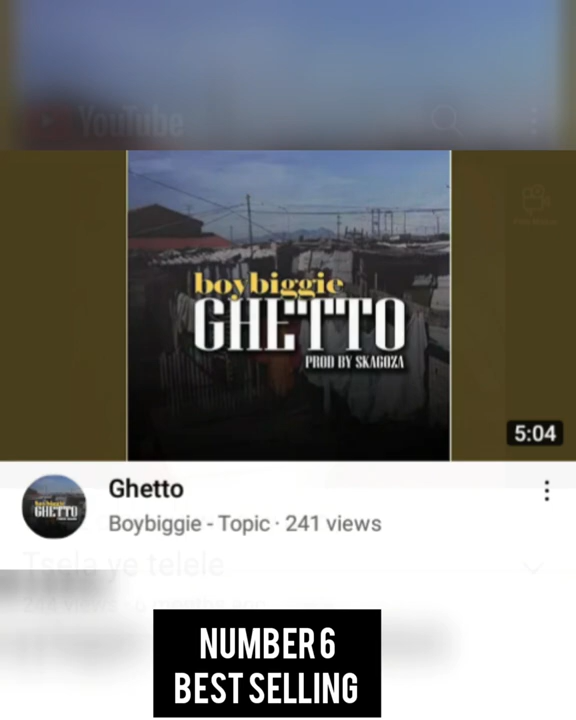 YouTube
boybiggie
GHETTO
PROD BY SKAGOZA
5:04
Ghetto
Boybiggie - Topic · 241 views
Tsela ye telele
NUMBER 6
BEST SELLING